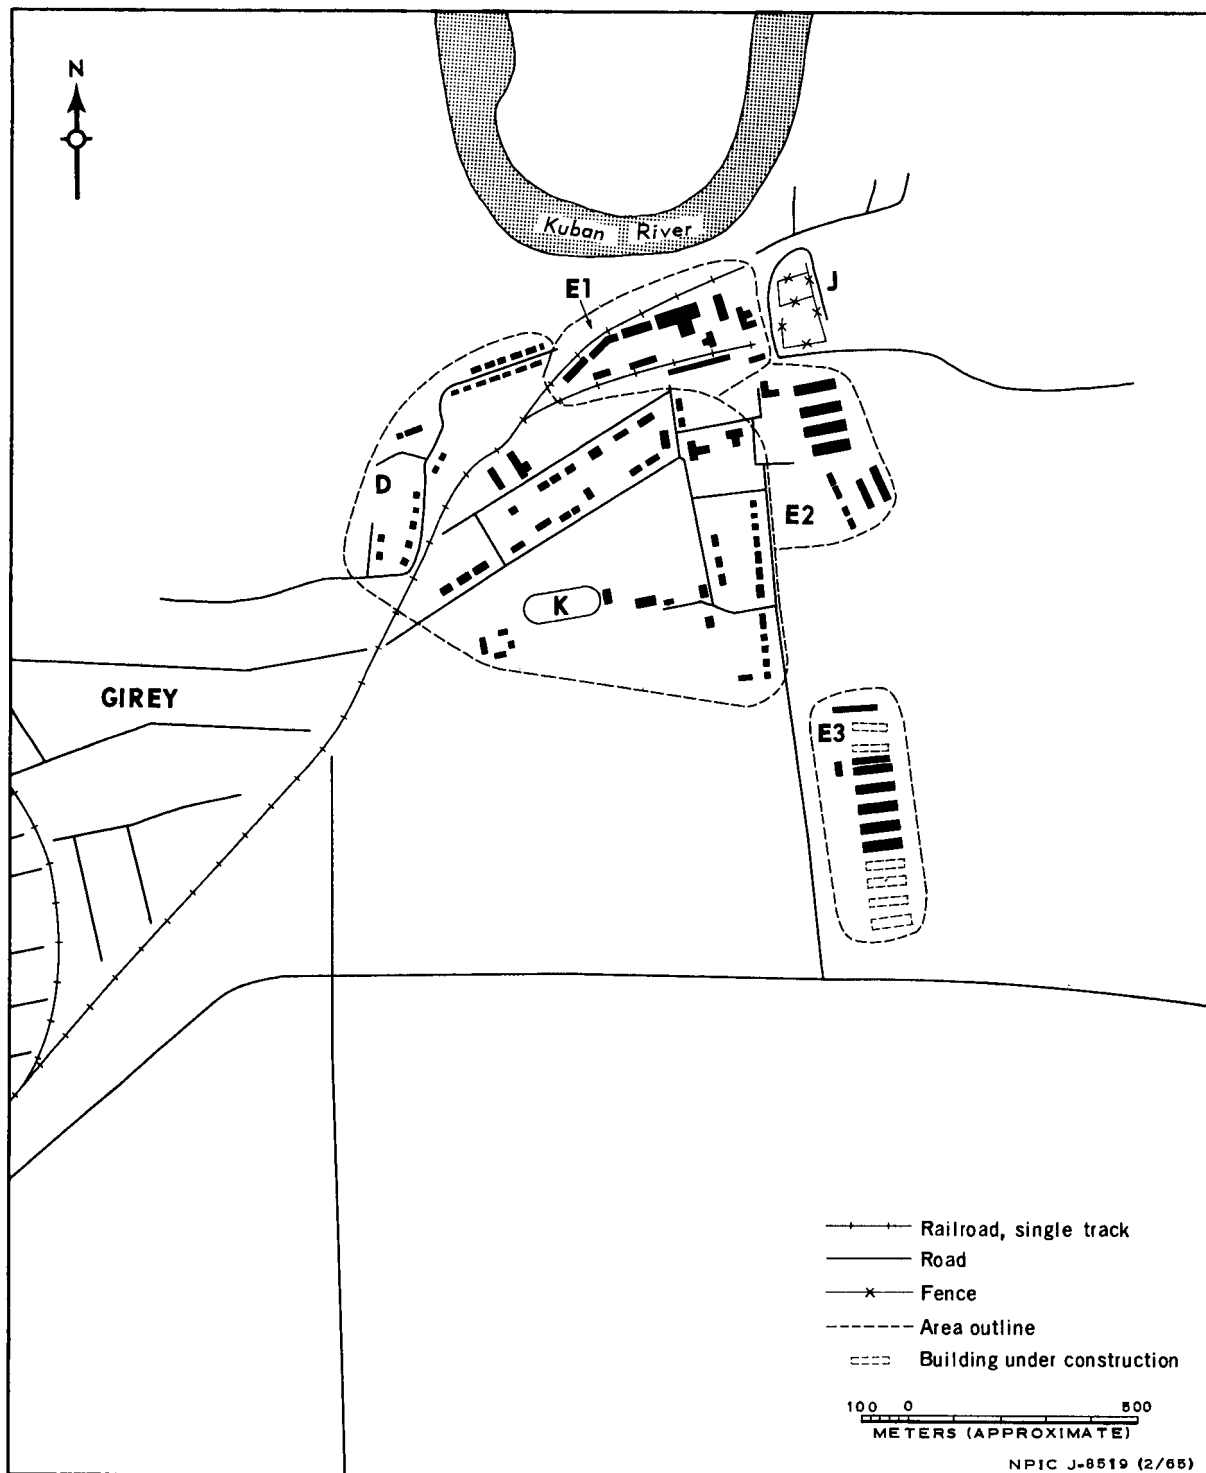 N
Kuban River
E1
J
D
E2
K
GIREY
E3
Railroad, single track
Road
Fence
Area outline
Building under construction
100 0 500
METERS (APPROXIMATE)
NPIC J-8519 (2/65)